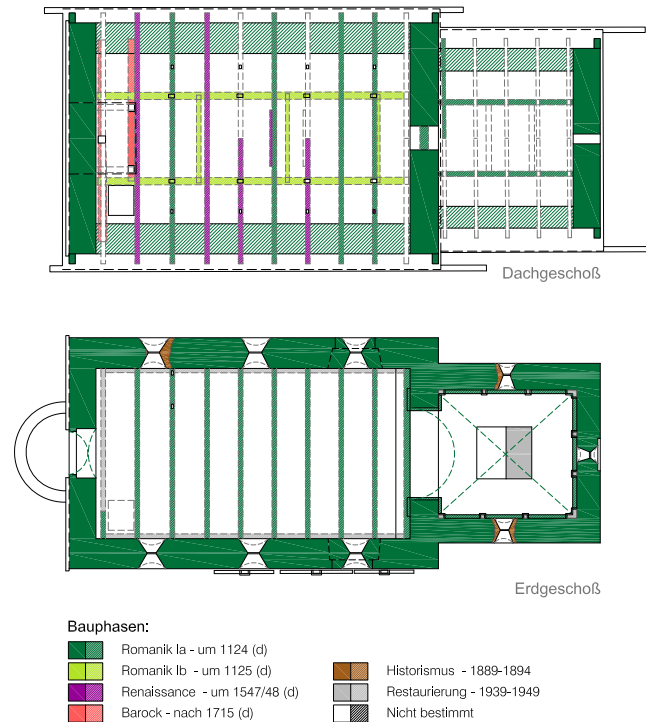 Dachgeschoß
Erdgeschoß
Bauphasen:
Romanik Ia - um 1124 (d)
Romanik Ib - um 1125 (d)
Renaissance - um 1547/48 (d)
Barock - nach 1715 (d)
Historismus - 1889-1894
Restaurierung - 1939-1949
Nicht bestimmt